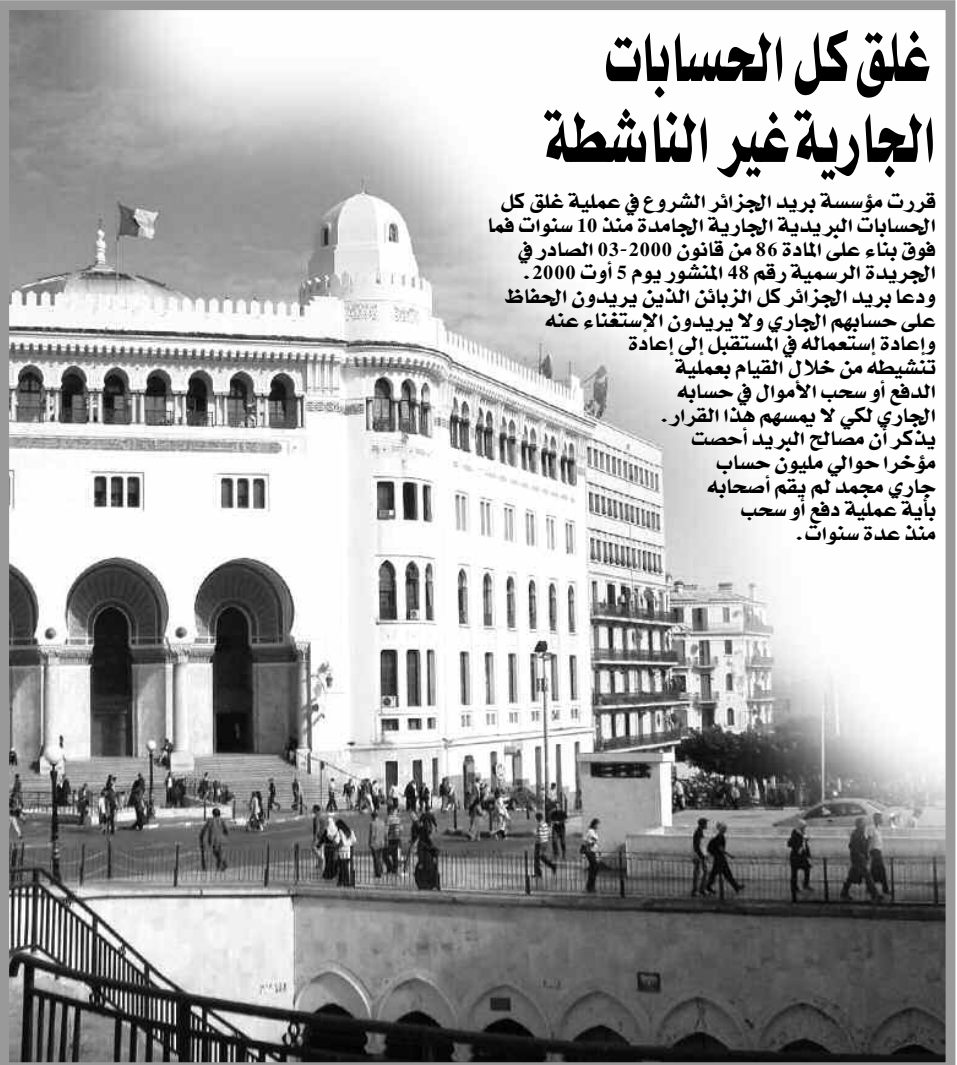 غلق كل الحسابات
الجارية غير الناشطة
قررت مؤسسة بريد الجزائر الشروع في عملية غلق كل
الحسابات البريدية الجارية الجامدة منذ 10 سنوات فما
فوق بناء على المادة 86 من قانون 2000-03 الصادر في
الجريدة الرسمية رقم 48 المنشور يوم 5 أوت 2000.
ودعا بريد الجزائر كل الزبائن الذين يريدون الحفاظ
على حسابهم الجاري ولا يريدون الإستغناء عنه
وإعادة إستعماله في المستقبل إلى إعادة
تنشيطه من خلال القيام بعملية
الدفع أو سحب الأموال في حسابه
الجاري لكي لا يمسهم هذا القرار.
يذكر أن مصالح البريد أحصت
مؤخرا حوالي مليون حساب
جاري مجمد لم يقم أصحابه
بأية عملية دفع أو سحب
منذ عدة سنوات.